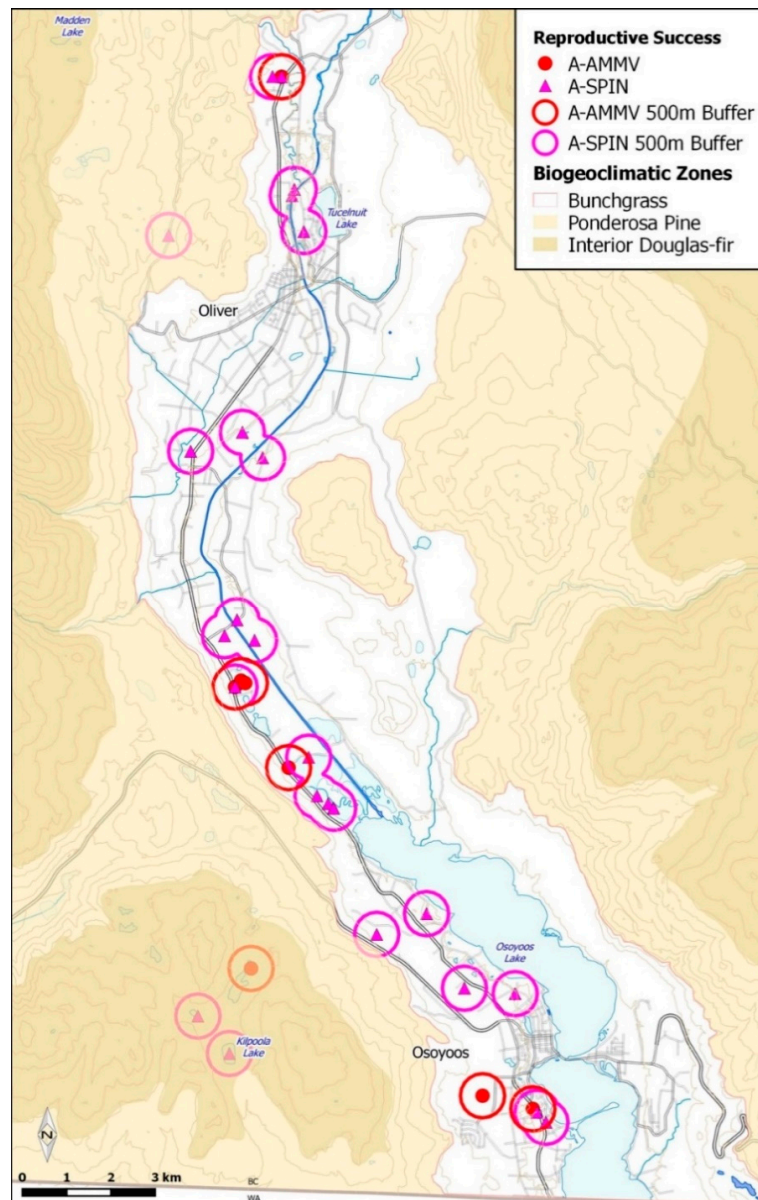 Madden
Lake
Reproductive Success
A-AMMV
A-SPIN
A-AMMV 500m Buffer
A-SPIN 500m Buffer
Biogeoclimatic Zones
Bunchgrass
Ponderosa Pine
Interior Douglas-fir
Tucelnuit
Lake
Oliver
Osoyoos
Lake
Kilpoola
Lake
Osoyoos
N
0 1 2 3 km
BC
WA